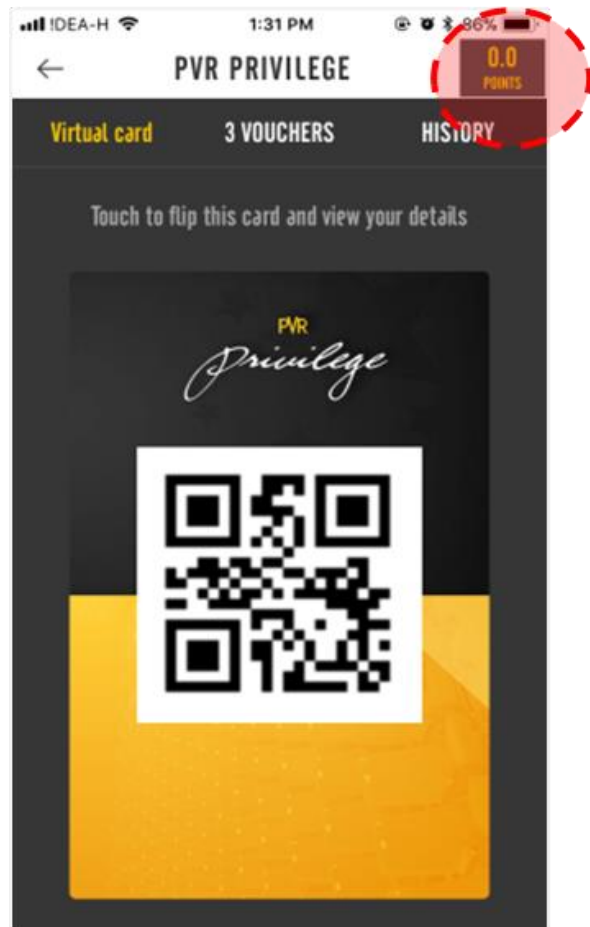 !DEA-H 1:31 PM 86%
PVR PRIVILEGE
0.0
POINTS
Virtual card 3 VOUCHERS HISTORY
Touch to flip this card and view your details
PVR
Privilege